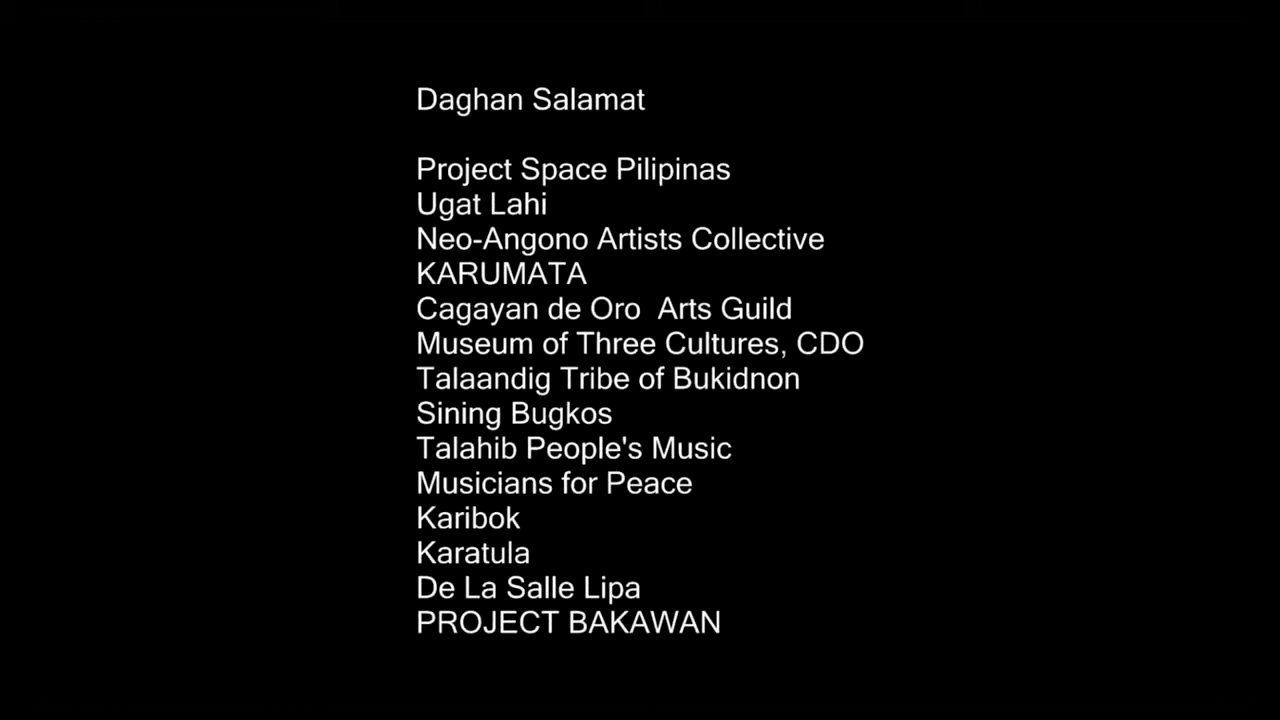 Daghan Salamat
Project Space Pilipinas
Ugat Lahi
Neo-Angono Artists Collective
KARUMATA
Cagayan de Oro  Arts Guild
Museum of Three Cultures, CDO
Talaandig Tribe of Bukidnon
Sining Bugkos
Talahib People's Music
Musicians for Peace
Karibok
Karatula
De La Salle Lipa
PROJECT BAKAWAN